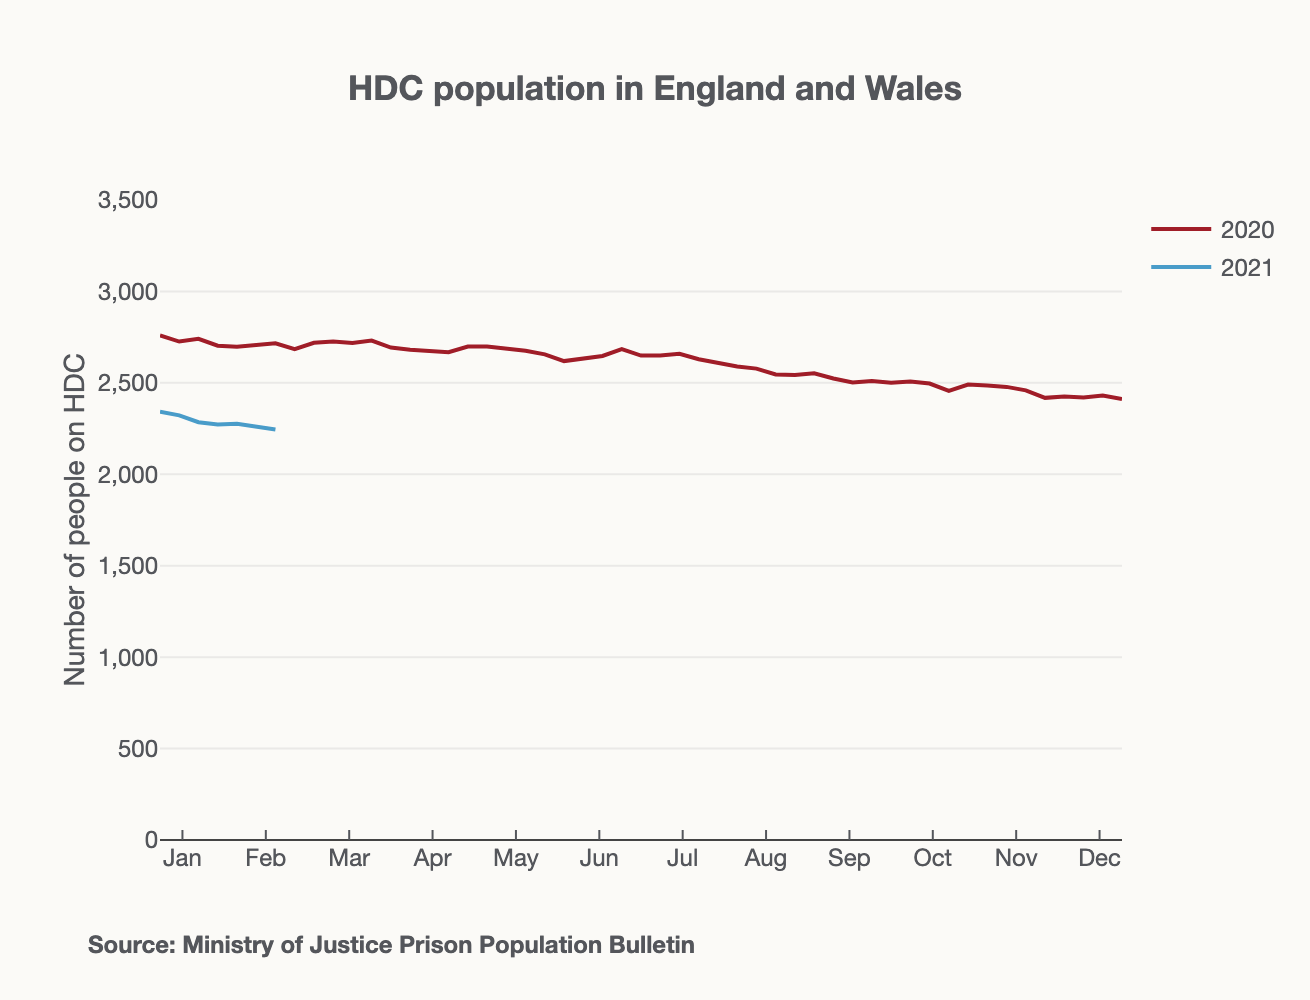 HDC population in England and Wales
3,500
3,000
2,500
2,000
1,500
1,000
500
0
Number of people on HDC
2020
2021
Jan Feb Mar Apr May Jun Jul Aug Sep Oct Nov Dec
Source: Ministry of Justice Prison Population Bulletin